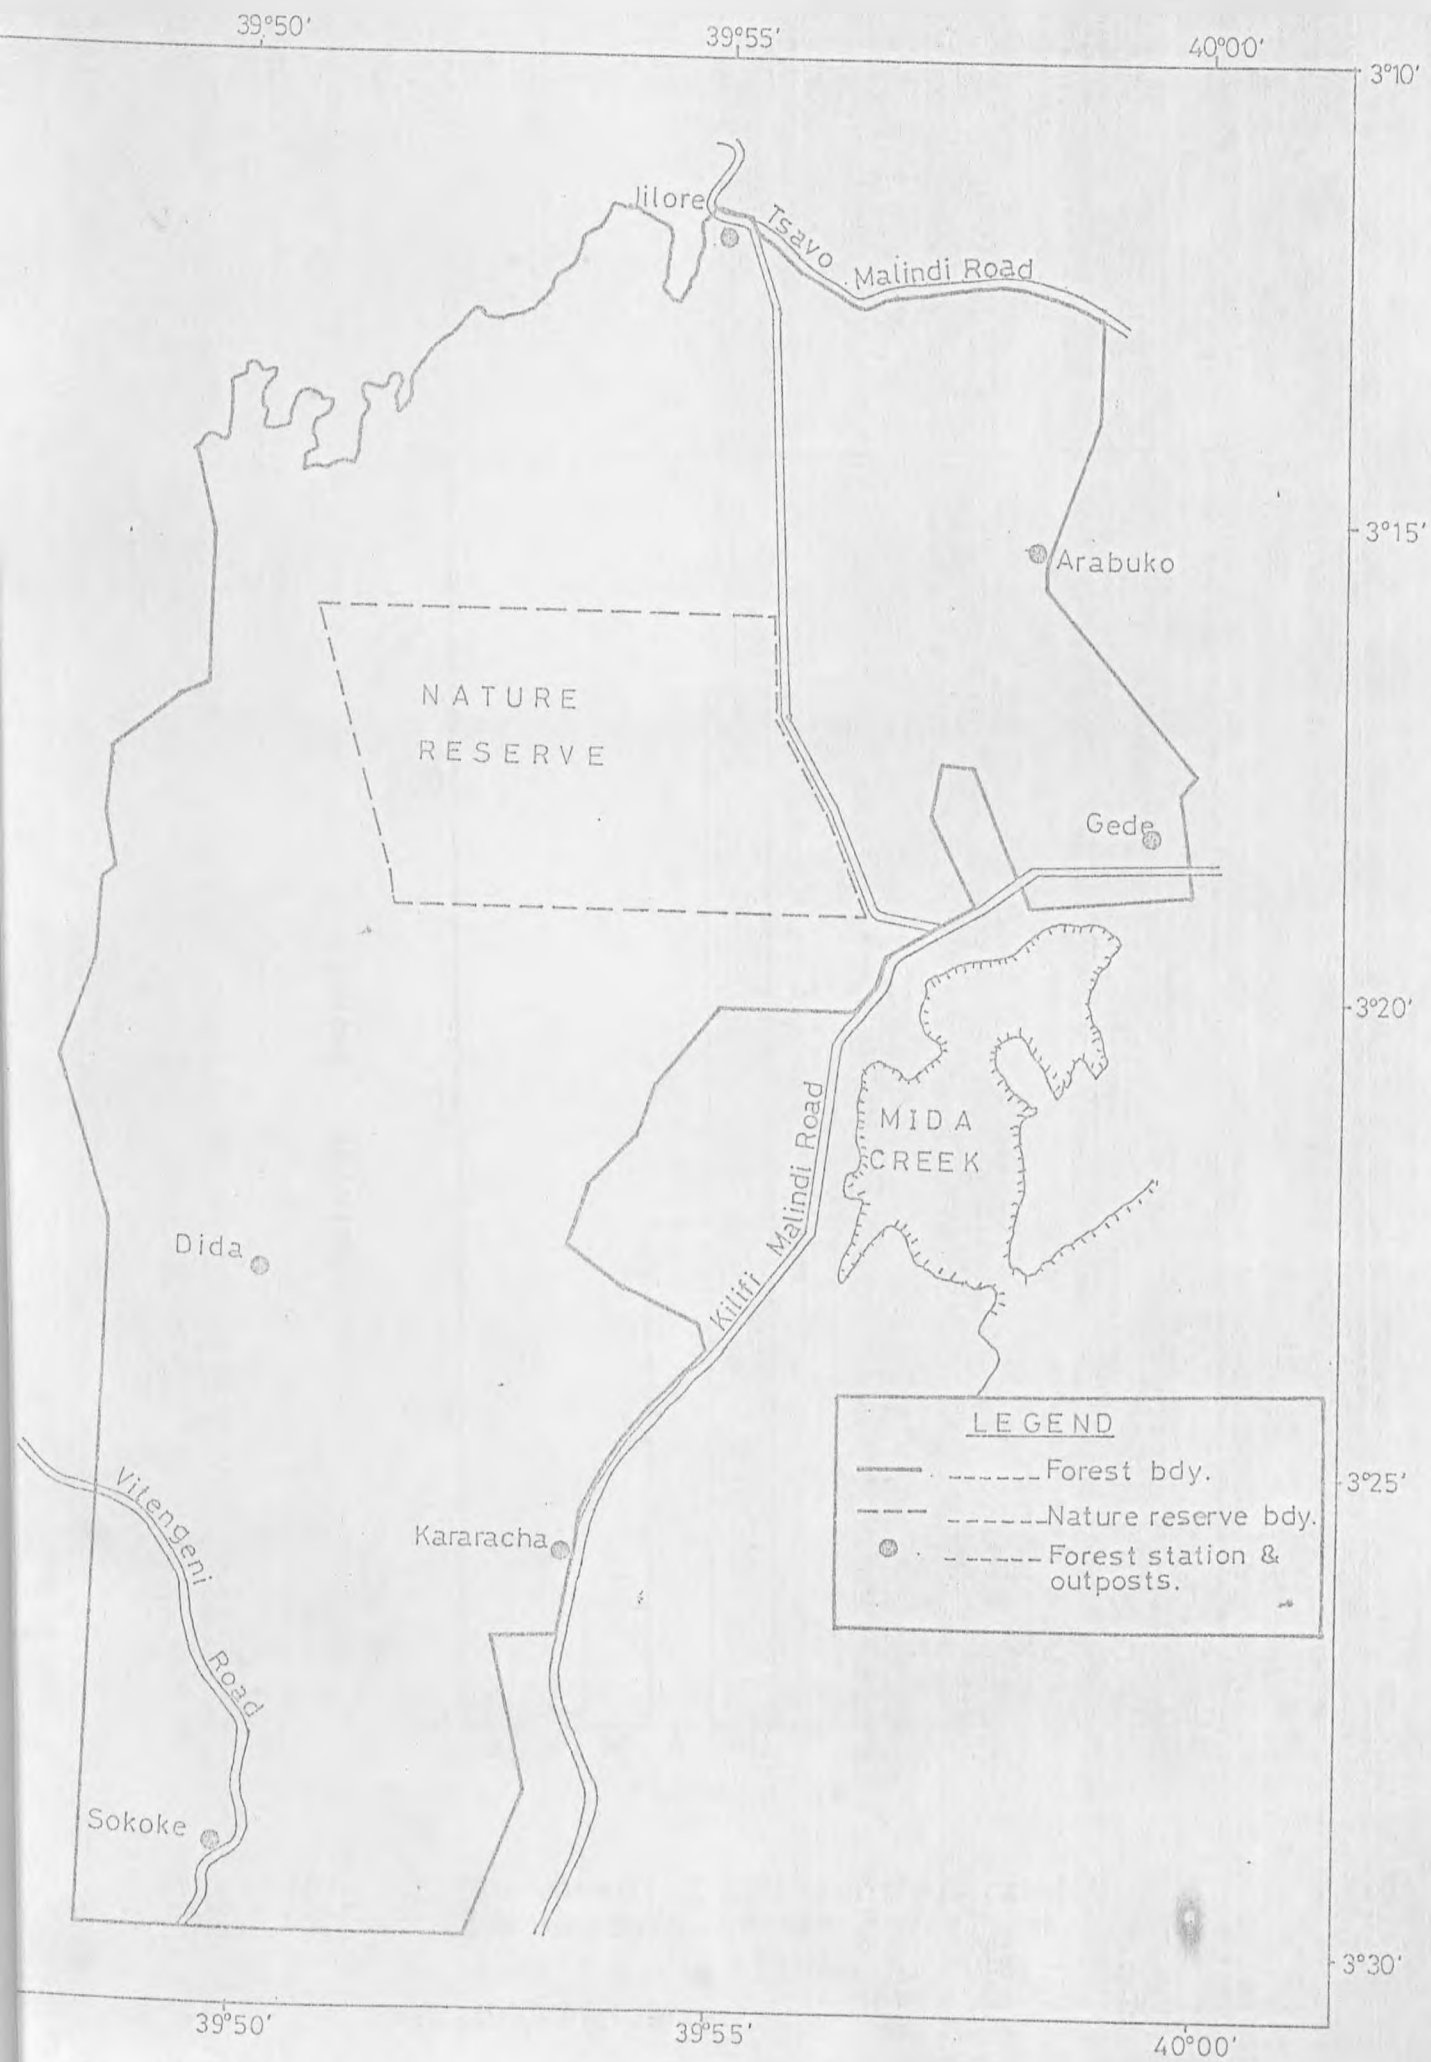 39°50'
39°55'
40°00'
3°10'
Jilore
Tsavo
Malindi Road
3°15'
Arabuko
NATURE
RESERVE
Gede
3°20'
MIDA
CREEK
Kilifi Malindi Road
Dida
LEGEND
Forest bdy.
Nature reserve bdy.
Forest station &
outposts.
3°25'
Vitengeni Road
Kararacha
Sokoke
3°30'
39°50'
39°55'
40°00'